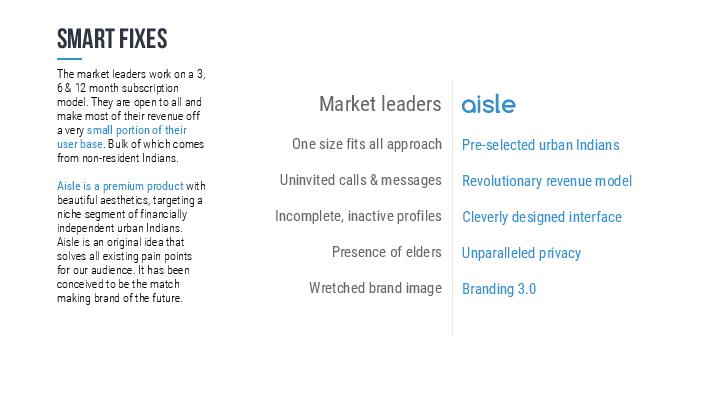 SMART FIXES
The market leaders work on a 3,
6 & 12 month subscription
model. They are open to all and
make most of their revenue off
a very small portion of their
user base. Bulk of which comes
from non-resident Indians.
Aisle is a premium product with
beautiful aesthetics, targeting a
niche segment of financially
independent urban Indians.
Aisle is an original idea that
solves all existing pain points
for our audience. It has been
conceived to be the match
making brand of the future.
Market leaders aisle
One size fits all approach Pre-selected urban Indians
Uninvited calls & messages Revolutionary revenue model
Incomplete, inactive profiles Cleverly designed interface
Presence of elders Unparalleled privacy
Wretched brand image Branding 3.0